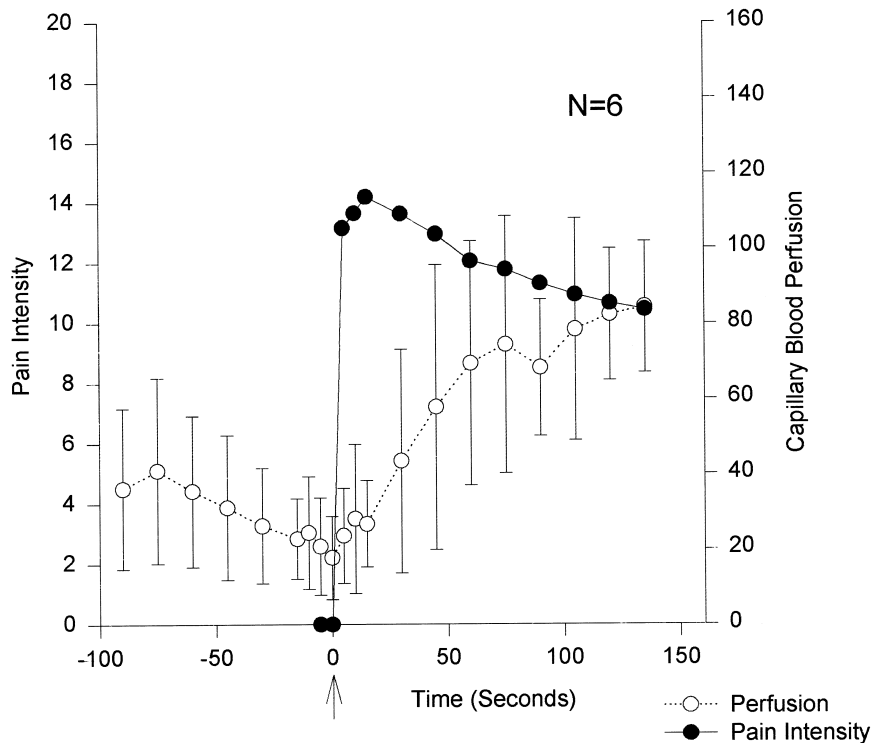 20
18
16
14
12
10
8
6
4
2
0
Pain Intensity
160
140
120
100
80
60
40
20
0
Capillary Blood Perfusion
N=6
-100 -50 0 50 100 150
Time (Seconds)
Perfusion
Pain Intensity